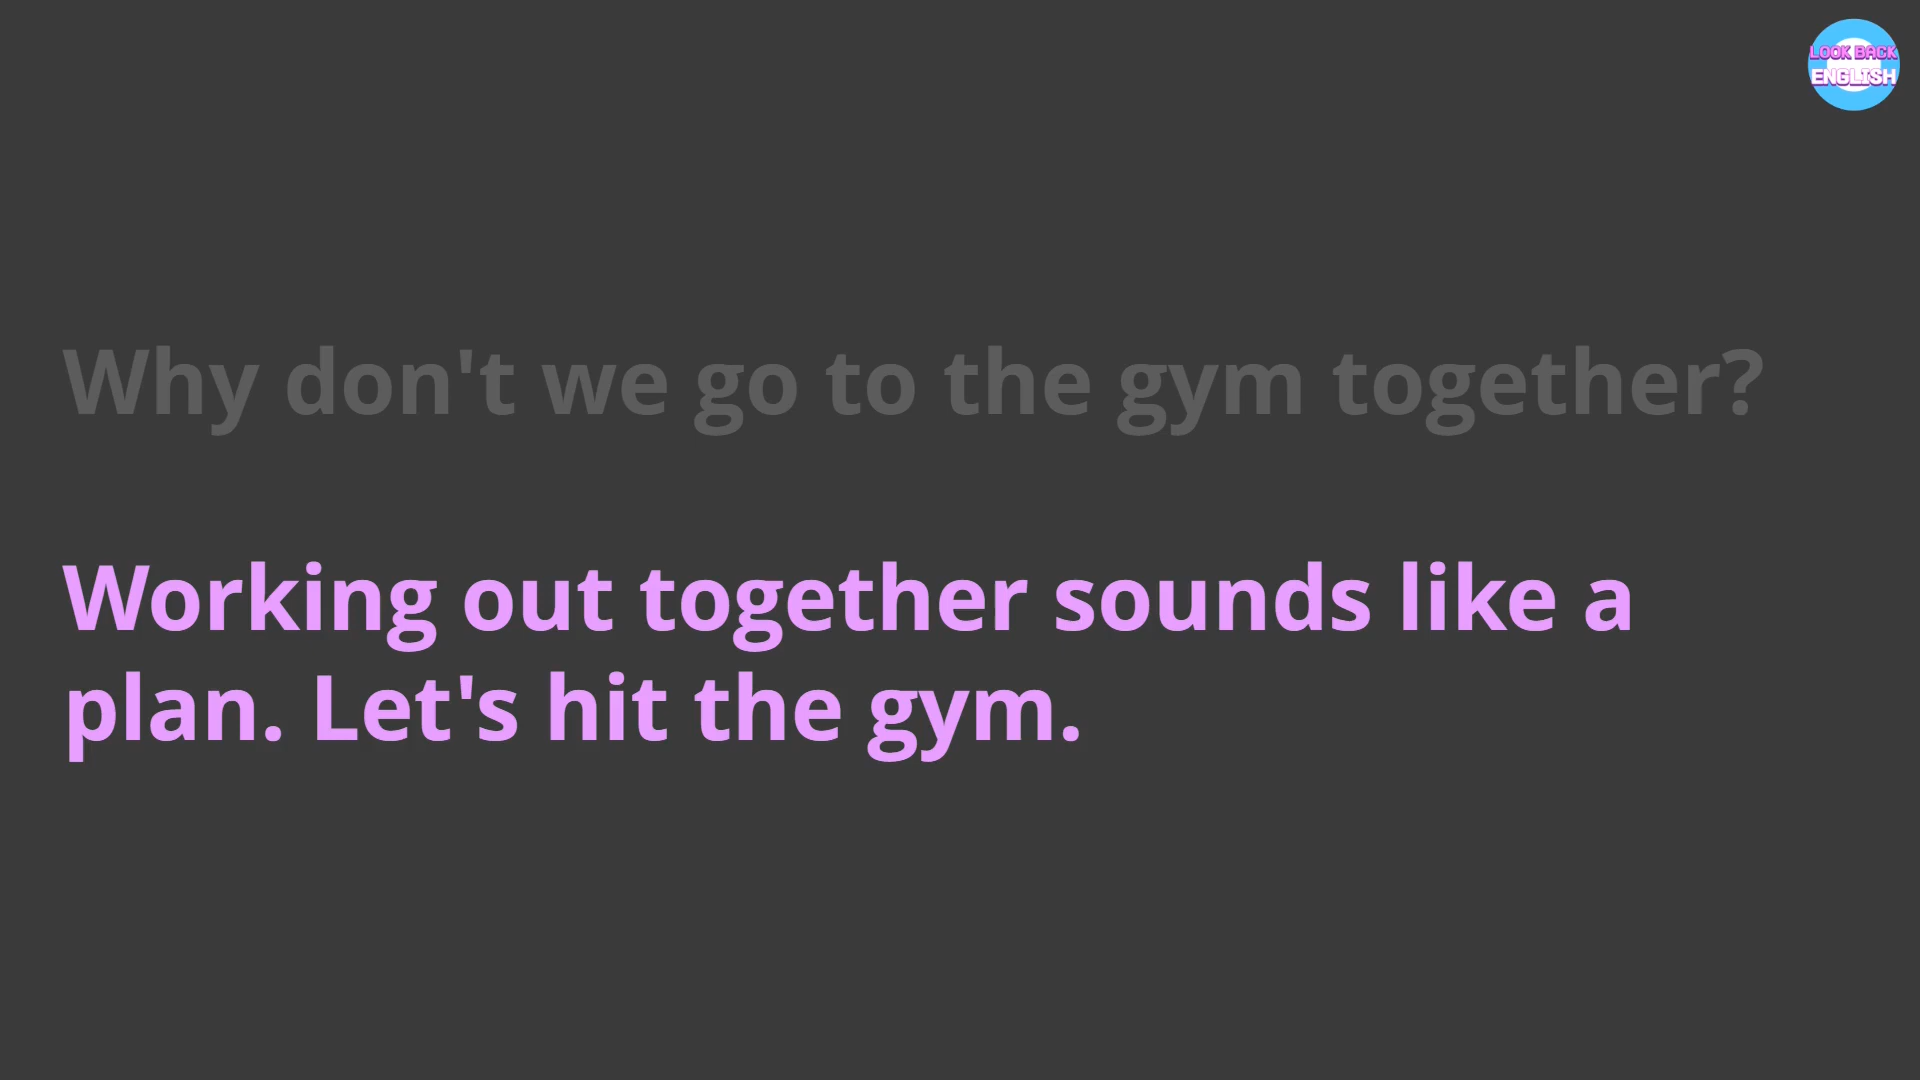 LOOK BACK
ENGLISH
Why don't we go to the gym together?
Working out together sounds like a
plan. Let's hit the gym.